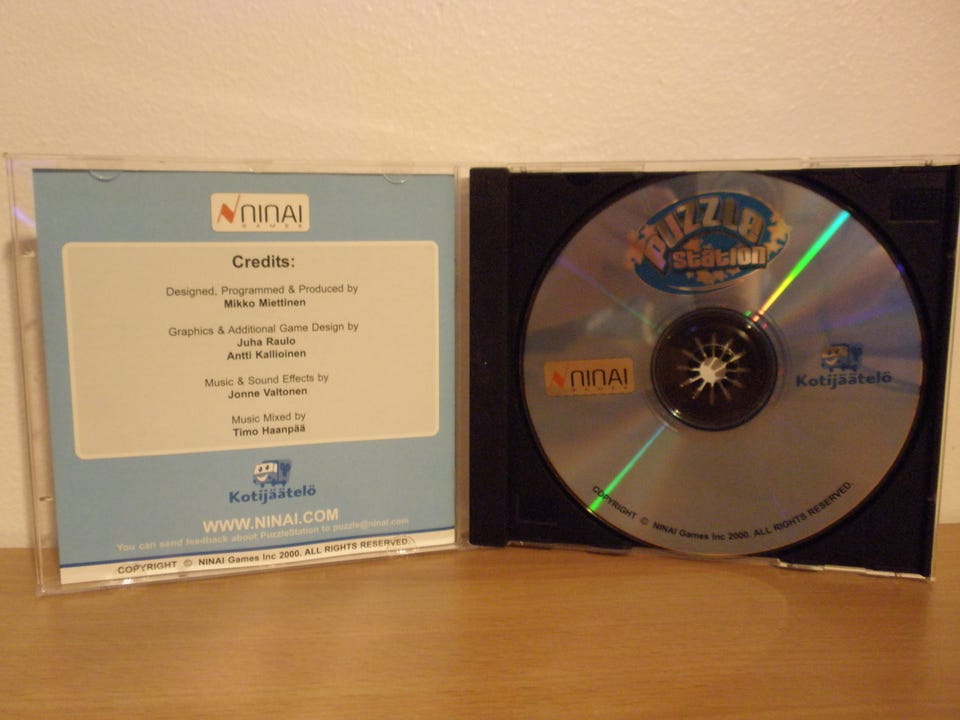 NINAI
GAMES
Credits:
Designed, Programmed & Produced by
Mikko Miettinen
Graphics & Additional Game Design by
Juha Raulo
Antti Kallioinen
Music & Sound Effects by
Jonne Valtonen
Music Mixed by
Timo Haanpää
Kotijäätelö
WWW.NINAI.COM
You can send feedback about PuzzleStation to puzzle@ninai.com
COPYRIGHT © NINAI Games Inc 2000. ALL RIGHTS RESERVED.
PUZZLE
station
NINAI
GAMES
Kotijäätelö
COPYRIGHT © NINAI Games Inc 2000. ALL RIGHTS RESERVED.